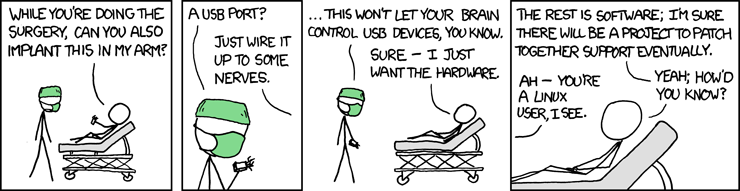 WHILE YOU'RE DOING THE
SURGERY, CAN YOU ALSO
IMPLANT THIS IN MY ARM?
A USB PORT?
JUST WIRE IT
UP TO SOME
NERVES.
...THIS WON'T LET YOUR BRAIN
CONTROL USB DEVICES, YOU KNOW.
SURE – I JUST
WANT THE HARDWARE.
THE REST IS SOFTWARE; I'M SURE
THERE WILL BE A PROJECT TO PATCH
TOGETHER SUPPORT EVENTUALLY.
AH – YOU'RE
A LINUX
USER, I SEE.
YEAH; HOW'D
YOU KNOW?